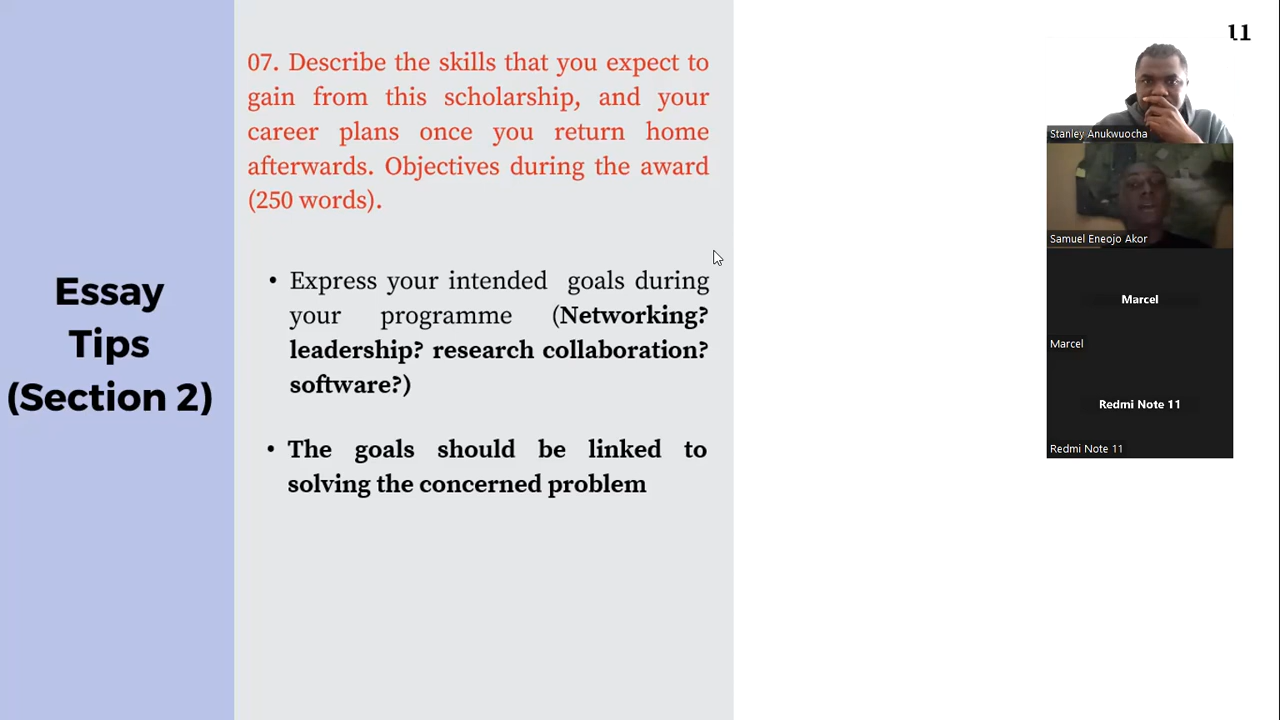 11
07. Describe the skills that you expect to
gain from this scholarship, and your
career plans once you return home
afterwards. Objectives during the award
(250 words).
Essay
Tips
(Section 2)
• Express your intended goals during
your programme (Networking?
leadership? research collaboration?
software?)
• The goals should be linked to
solving the concerned problem
Stanley Anukwuocha
Samuel Eneojo Akor
Marcel
Marcel
Redmi Note 11
Redmi Note 11